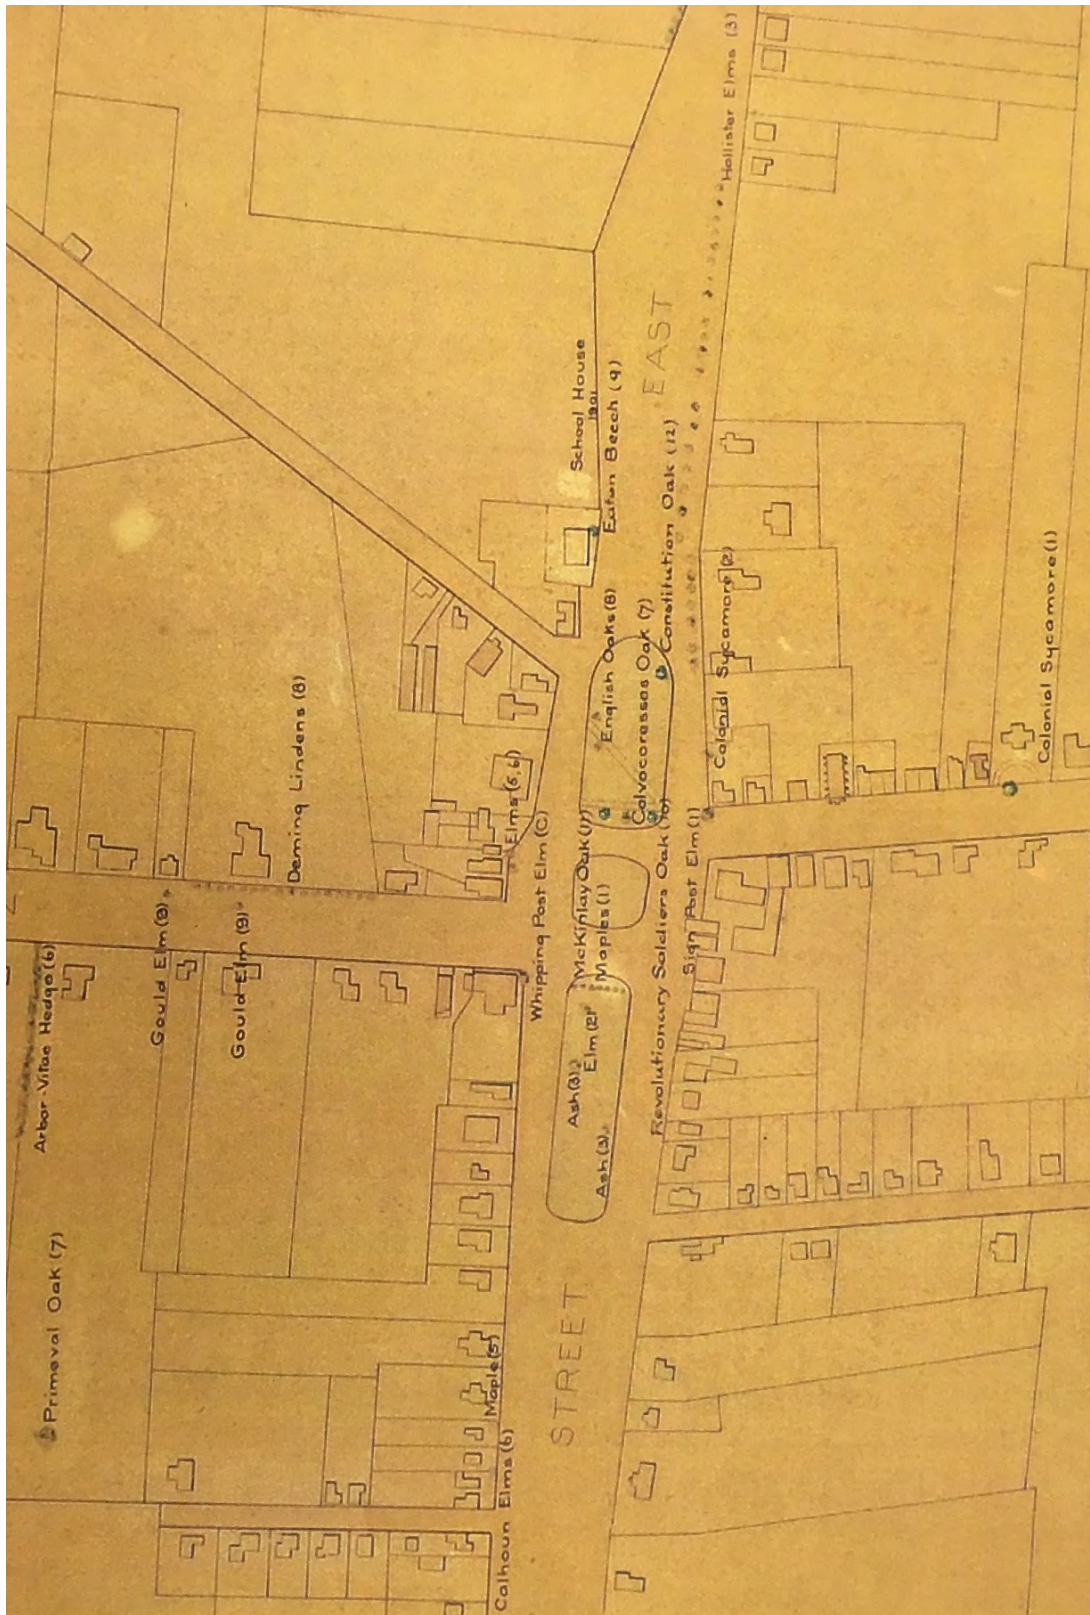 Hollister Elms (3)
EAST
School House
1901
Eaton Beech (9)
Constitution Oak (12)
English Oaks (8)
Calvocoresses Oak (7)
Colonial Sycamore (2)
Colonial Sycamore (1)
Deming Lindens (8)
Elms (5,6)
Whipping Post Elm (C)
McKinlay Oak (11)
Maples (1)
Revolutionary Soldiers Oak (10)
Sign Post Elm (1)
Gould Elm (9)
Gould Elm (9)
Arbor-Vitae Hedge (6)
Elm (2)
Ash (3)
Ash (3)
Primeval Oak (7)
STREET
Maple (5)
Calhoun Elms (6)